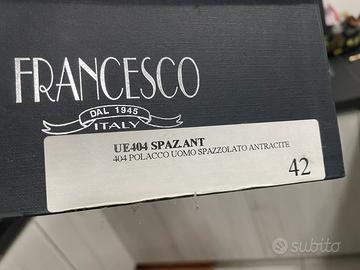 FRANCESCO
DAL 1945
ITALY
UE404 SPAZ.ANT
404 POLACCO UOMO SPAZZOLATO ANTRACITE
42
subito